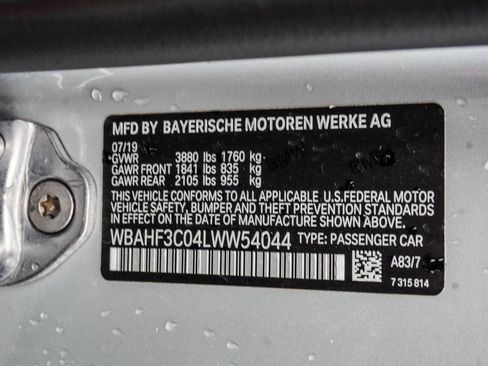 MFD BY BAYERISCHE MOTOREN WERKE AG
07/19
GVWR 3880 lbs 1760 kg
GAWR FRONT 1841 lbs 835 kg
GAWR REAR 2105 lbs 955 kg
THIS VEHICLE CONFORMS TO ALL APPLICABLE U.S.FEDERAL MOTOR
VEHICLE SAFETY, BUMPER AND THEFT PREVENTION STANDARDS
IN EFFECT ON THE DATE OF MANUFACTURE SHOWN ABOVE.
WBAHF3C04LWW54044 TYPE: PASSENGER CAR
A83/7
7 315 814